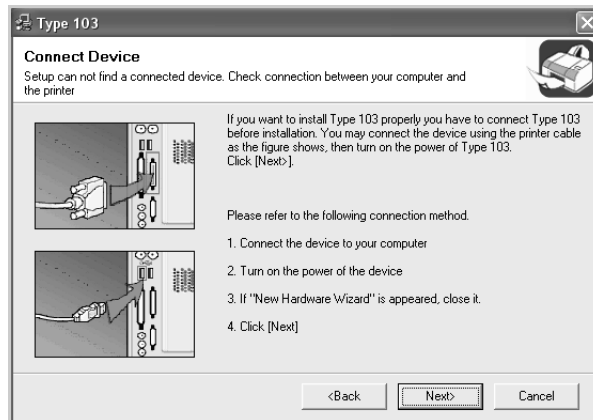 Type 103
Connect Device
Setup can not find a connected device. Check connection between your computer and
the printer
If you want to install Type 103 properly you have to connect Type 103
before installation. You may connect the device using the printer cable
as the figure shows, then turn on the power of Type 103.
Click [Next>].
Please refer to the following connection method.
1. Connect the device to your computer
2. Turn on the power of the device
3. If "New Hardware Wizard" is appeared, close it.
4. Click [Next]
<Back
Next>
Cancel